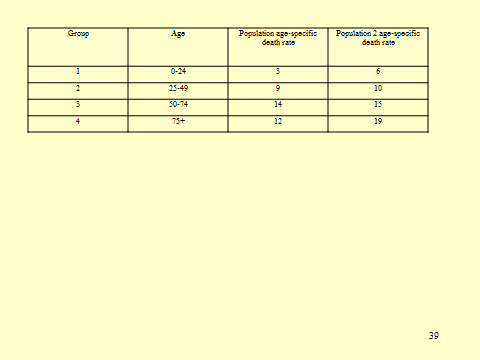 Group Age Population age-specific death rate Population 2 age-specific death rate
1 0-24 3 6
2 25-49 9 10
3 50-74 14 15
4 75+ 12 19
39